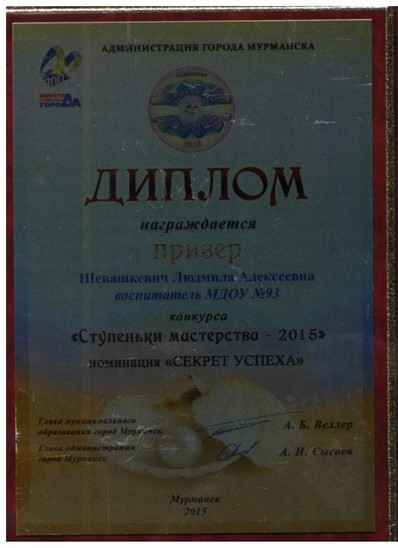 АДМИНИСТРАЦИЯ ГОРОДА МУРМАНСКА
ДИПЛОМ
награждается
призер
Шевашкевич Людмила Алексеевна
воспитатель МДОУ №93
конкурса
«Ступеньки мастерства - 2015»
номинация «СЕКРЕТ УСПЕХА»
Глава муниципального
образования город Мурманск
А. Б. Веллер
Глава администрации
города Мурманск
А. И. Сысоев
Мурманск
2015